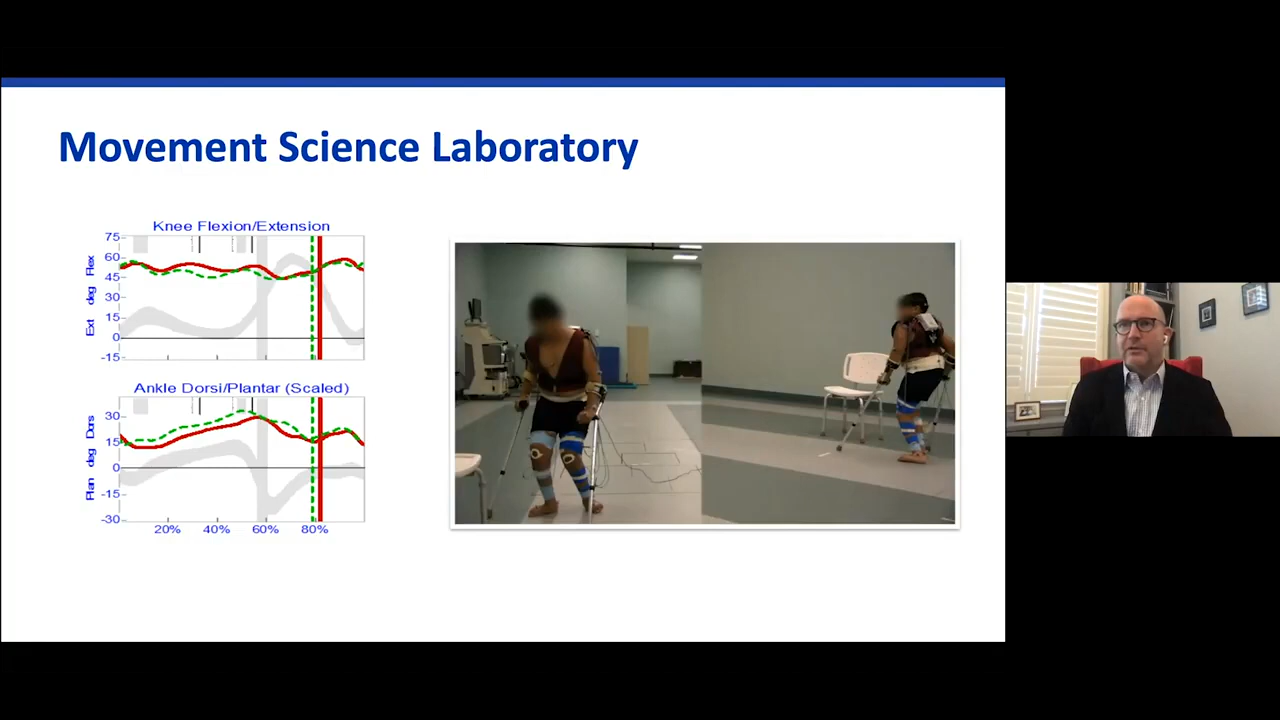 Movement Science Laboratory
Knee Flexion/Extension
75
60
45
30
15
0
-15
Ext deg Flex
Ankle Dorsi/Plantar (Scaled)
30
15
0
-15
-30
Plan deg Dors
20% 40% 60% 80%